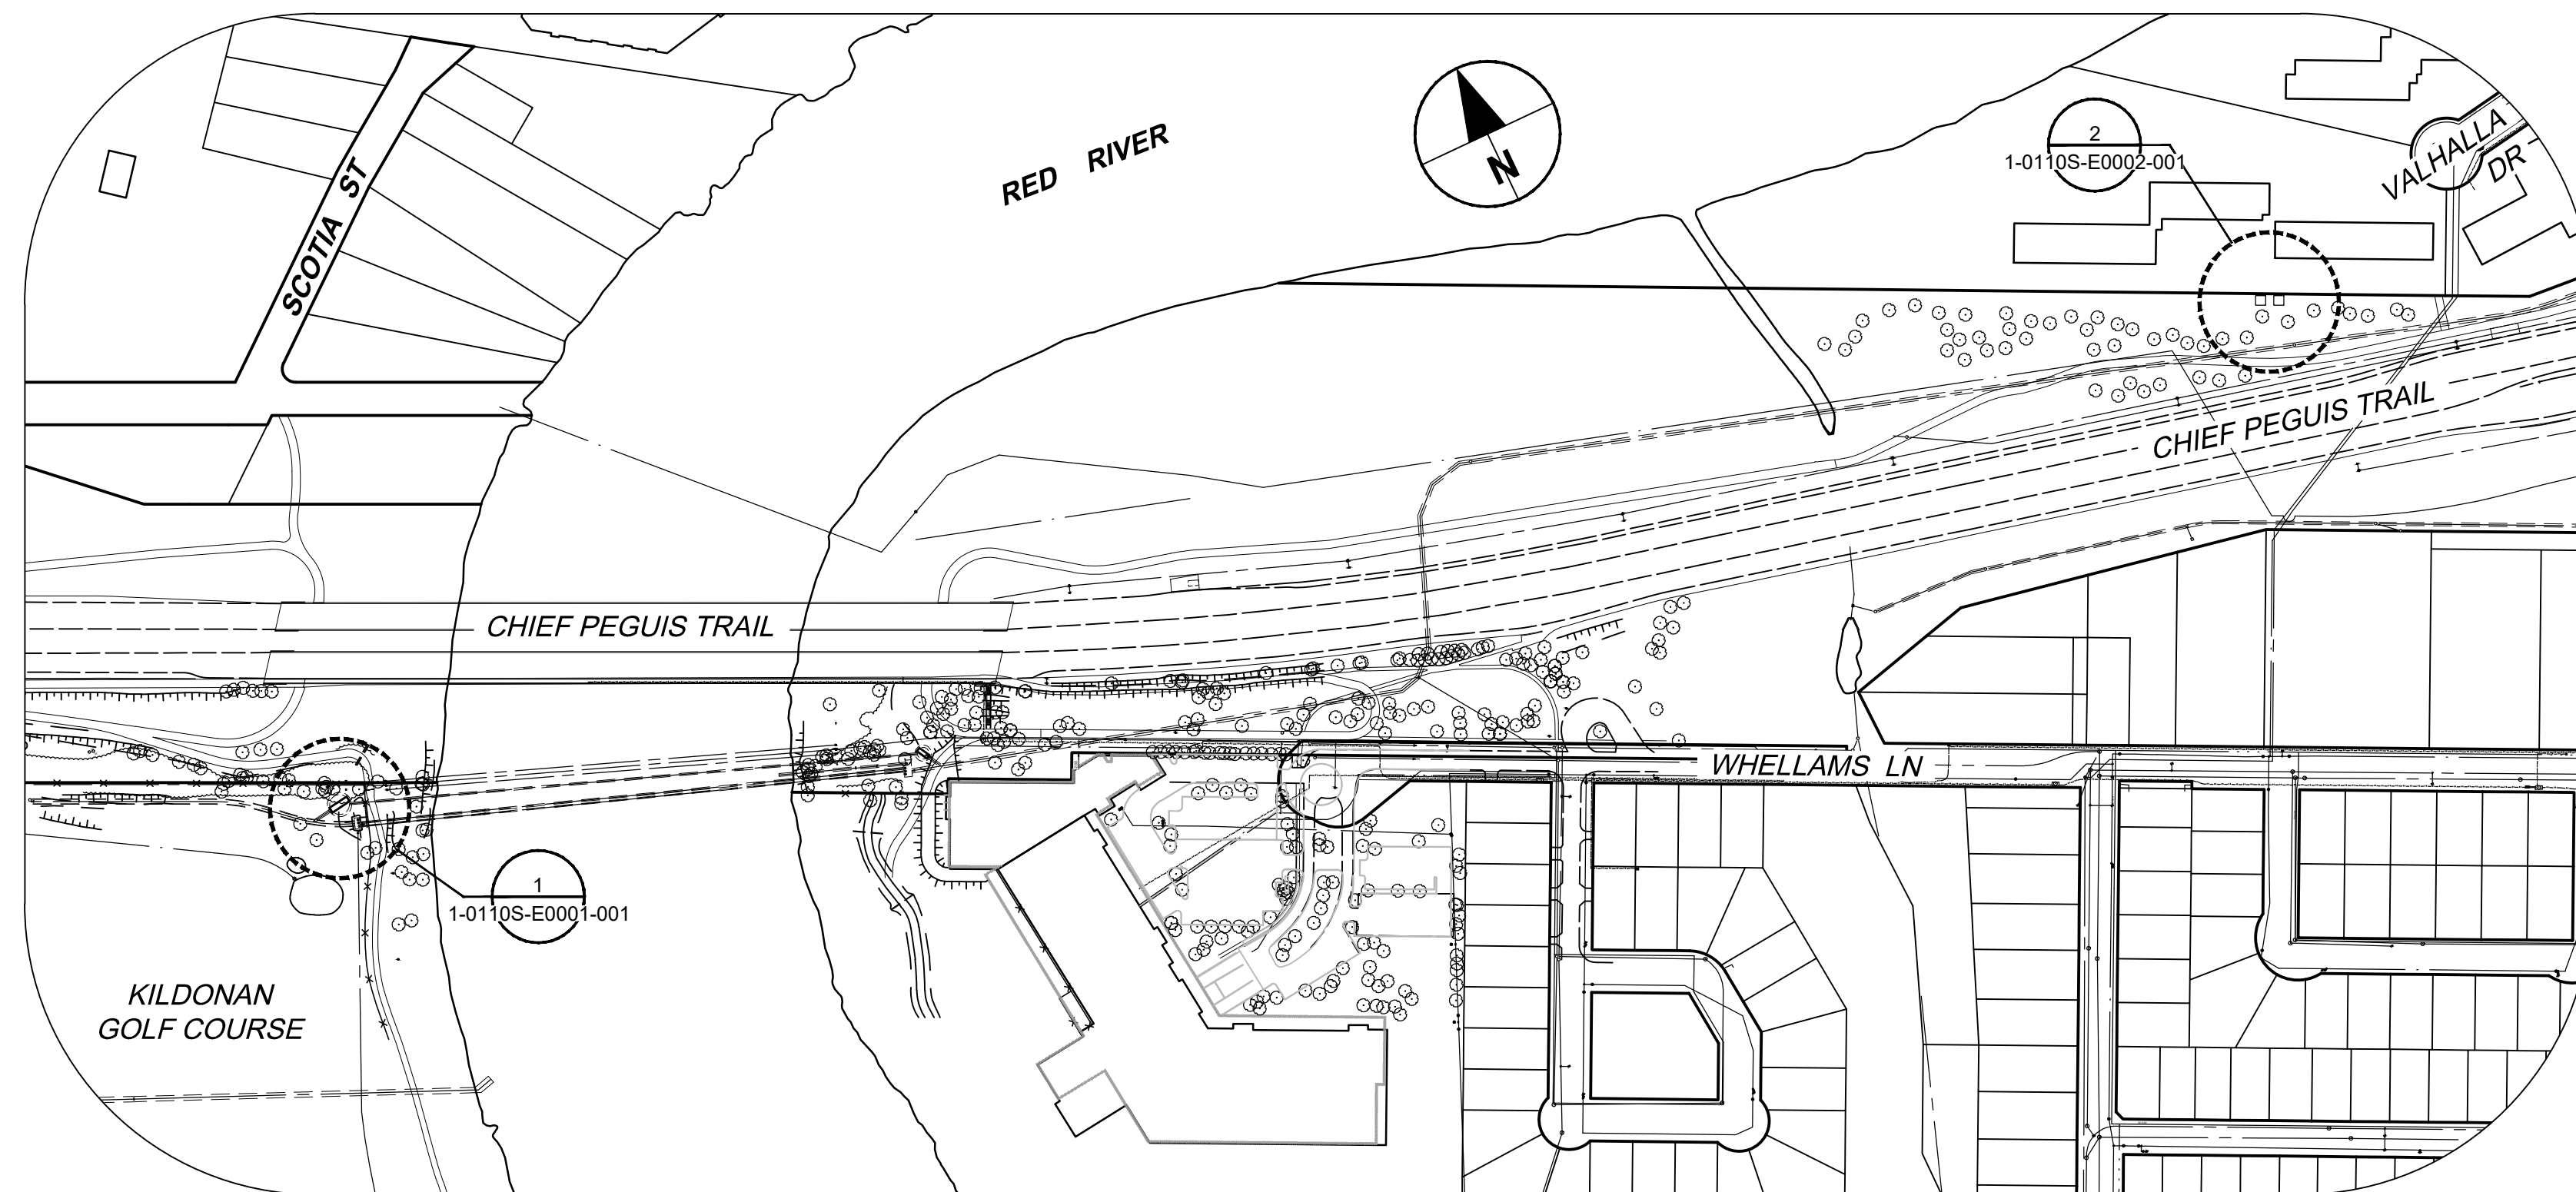 SCOTIA ST
RED RIVER
N
2
1-0110S-E0002-001
VALHALLA
DR
CHIEF PEGUIS TRAIL
CHIEF PEGUIS TRAIL
WHELLAMS LN
1
1-0110S-E0001-001
KILDONAN
GOLF COURSE